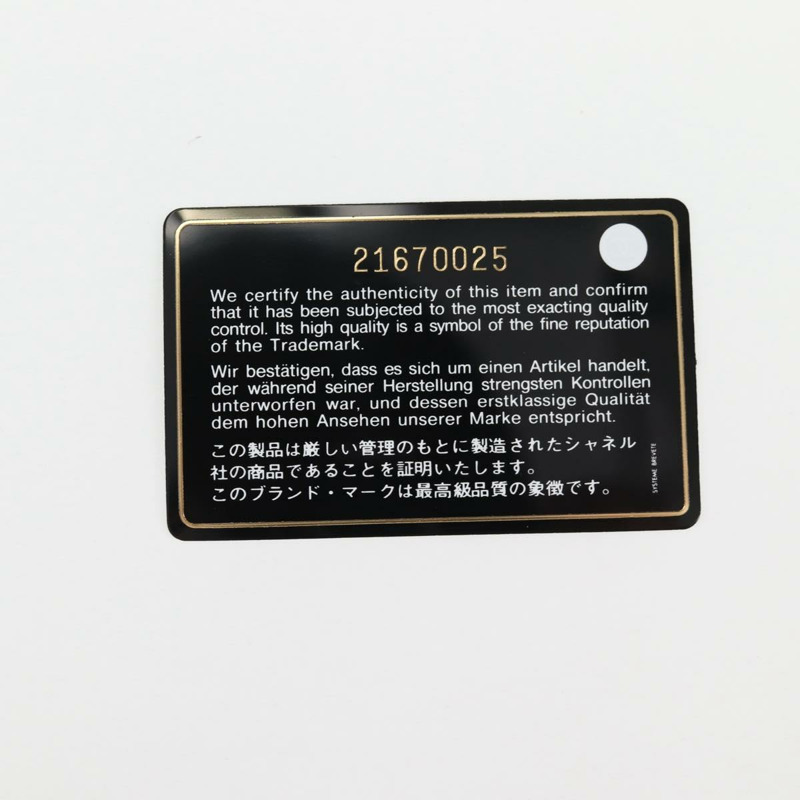 21670025
We certify the authenticity of this item and confirm
that it has been subjected to the most exacting quality
control. Its high quality is a symbol of the fine reputation
of the Trademark.
Wir bestätigen, dass es sich um einen Artikel handelt,
der während seiner Herstellung strengsten Kontrollen
unterworfen war, und dessen erstklassige Qualität
dem hohen Ansehen unserer Marke entspricht.
この製品は厳しい管理のもとに製造されたシャネル
社の商品であることを証明いたします。
このブランド・マークは最高級品質の象徴です。
SYSTEME BREVETE